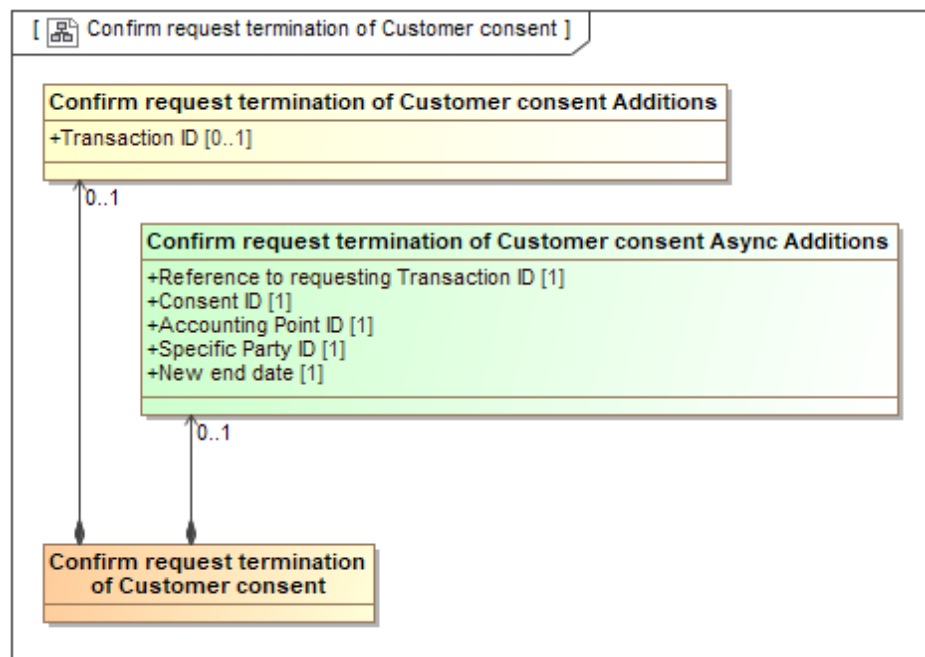 [ Confirm request termination of Customer consent ]
Confirm request termination of Customer consent Additions
+Transaction ID [0..1]
0..1
Confirm request termination of Customer consent Async Additions
+Reference to requesting Transaction ID [1]
+Consent ID [1]
+Accounting Point ID [1]
+Specific Party ID [1]
+New end date [1]
0..1
Confirm request termination
of Customer consent